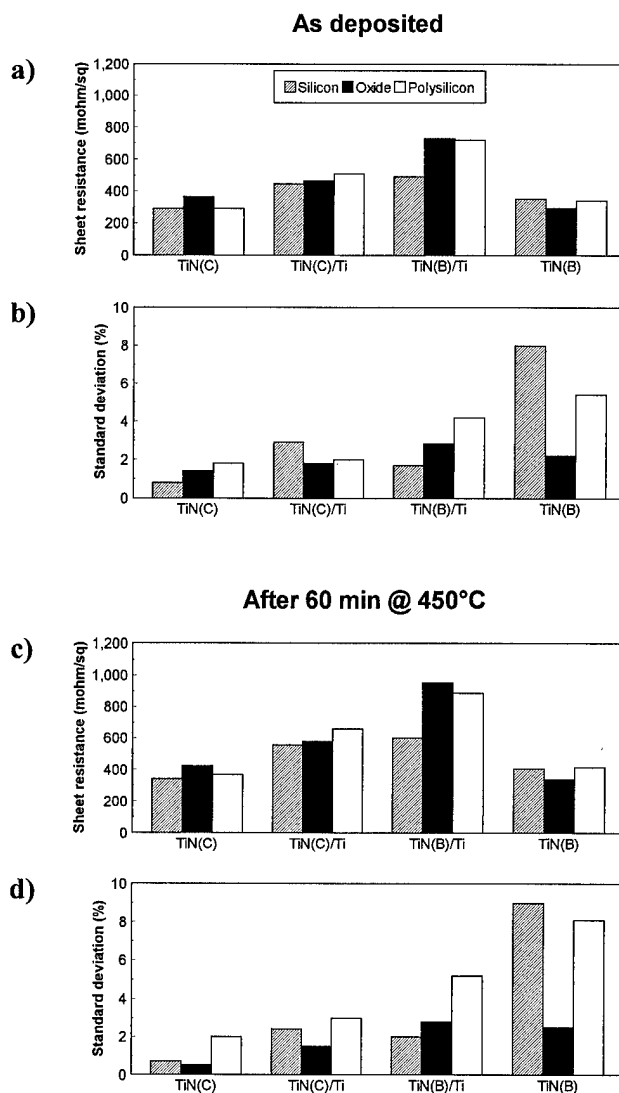 As deposited
a)
Sheet resistance (mohm/sq)
1,200
1,000
800
600
400
200
0
Silicon Oxide Polysilicon
TiN(C) TiN(C)/Ti TiN(B)/Ti TiN(B)
b)
Standard deviation (%)
10
8
6
4
2
0
TiN(C) TiN(C)/Ti TiN(B)/Ti TiN(B)
After 60 min @ 450°C
c)
Sheet resistance (mohm/sq)
1,200
1,000
800
600
400
200
0
TiN(C) TiN(C)/Ti TiN(B)/Ti TiN(B)
d)
Standard deviation (%)
10
8
6
4
2
0
TiN(C) TiN(C)/Ti TiN(B)/Ti TiN(B)